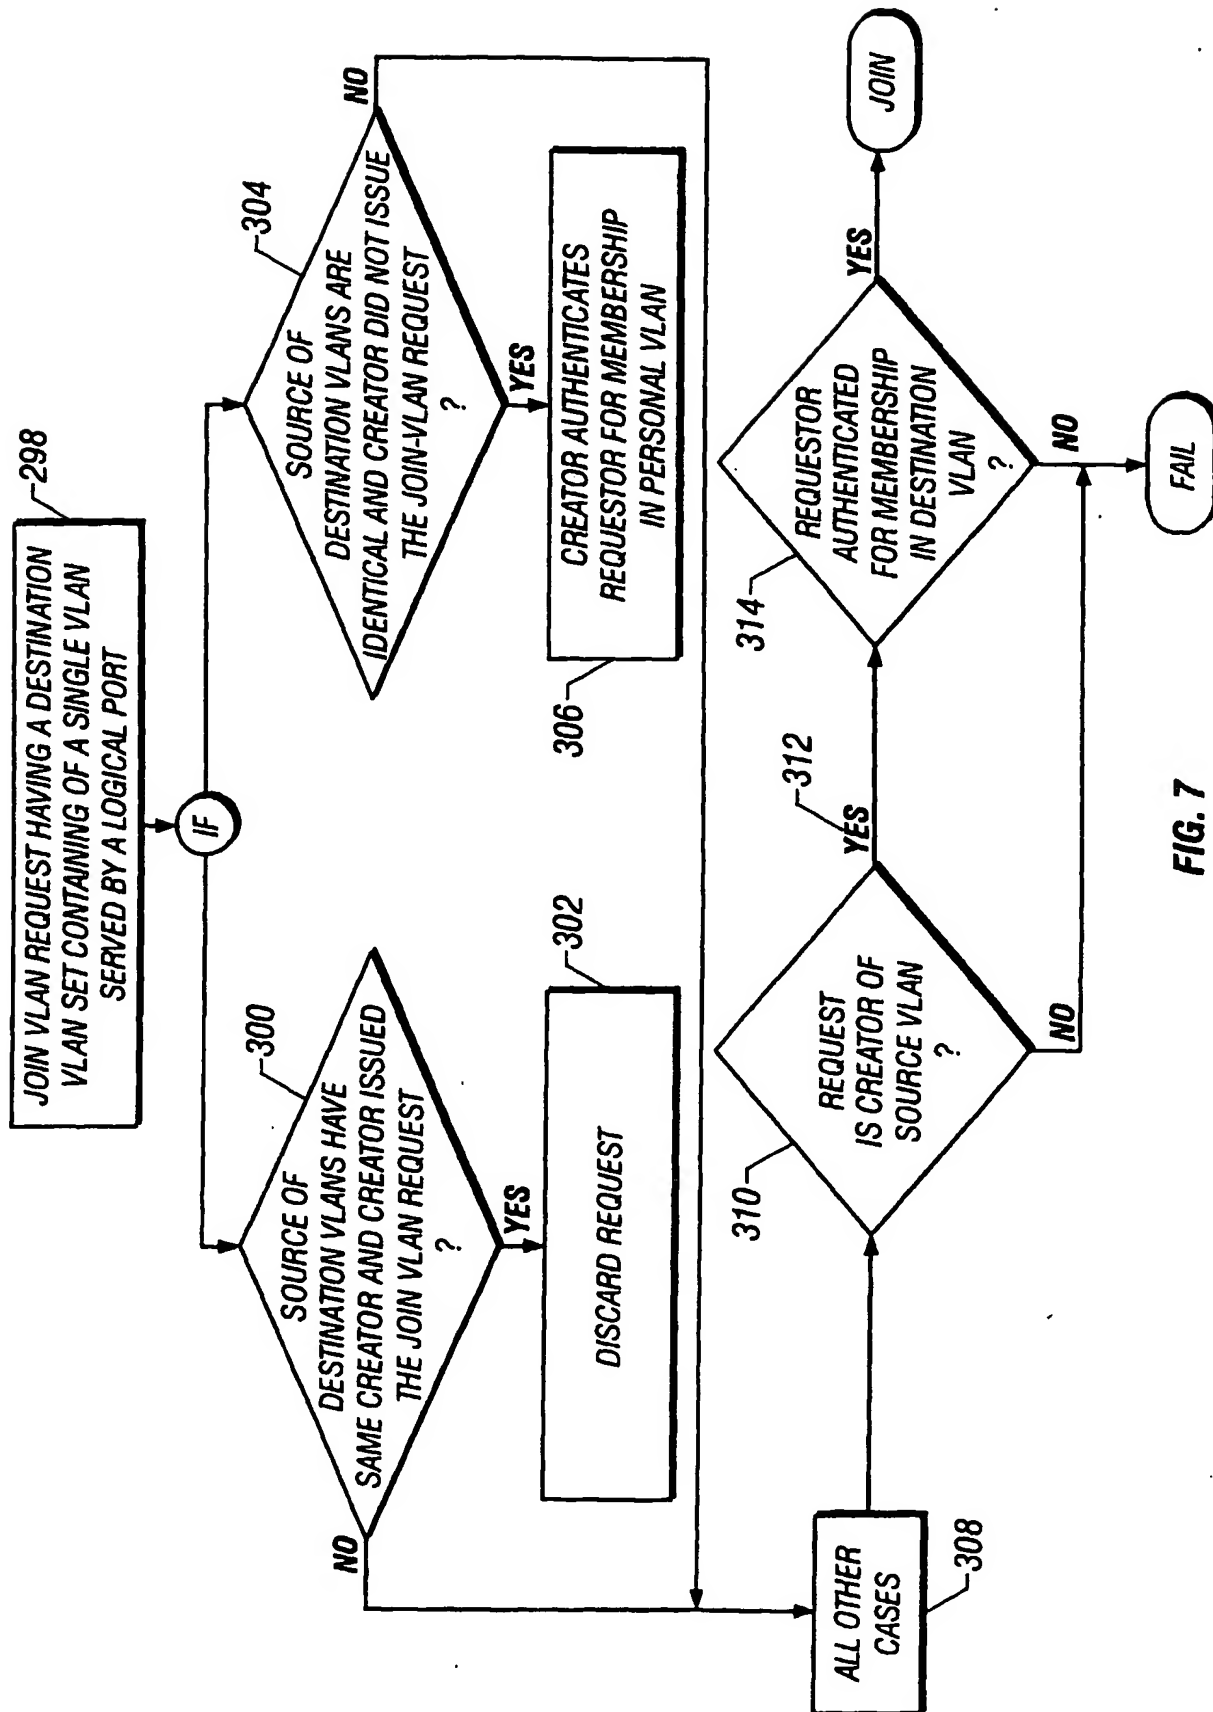 JOIN VLAN REQUEST HAVING A DESTINATION
VLAN SET CONTAINING OF A SINGLE VLAN
SERVED BY A LOGICAL PORT
298
IF
SOURCE OF
DESTINATION VLANS HAVE
SAME CREATOR AND CREATOR ISSUED
THE JOIN VLAN REQUEST
?
300
NO
YES
DISCARD REQUEST
302
SOURCE OF
DESTINATION VLANS ARE
IDENTICAL AND CREATOR DID NOT ISSUE
THE JOIN-VLAN REQUEST
?
304
NO
YES
CREATOR AUTHENTICATES
REQUESTOR FOR MEMBERSHIP
IN PERSONAL VLAN
306
ALL OTHER
CASES
308
REQUEST
IS CREATOR OF
SOURCE VLAN
?
310
YES
312
NO
REQUESTOR
AUTHENTICATED
FOR MEMBERSHIP
IN DESTINATION
VLAN
?
314
YES
NO
JOIN
FAIL
FIG. 7